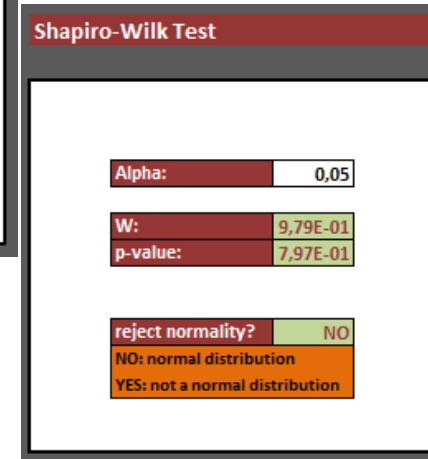 Shapiro-Wilk Test
Alpha: 0,05
W: 9,79E-01
p-value: 7,97E-01
reject normality? NO
NO: normal distribution
YES: not a normal distribution